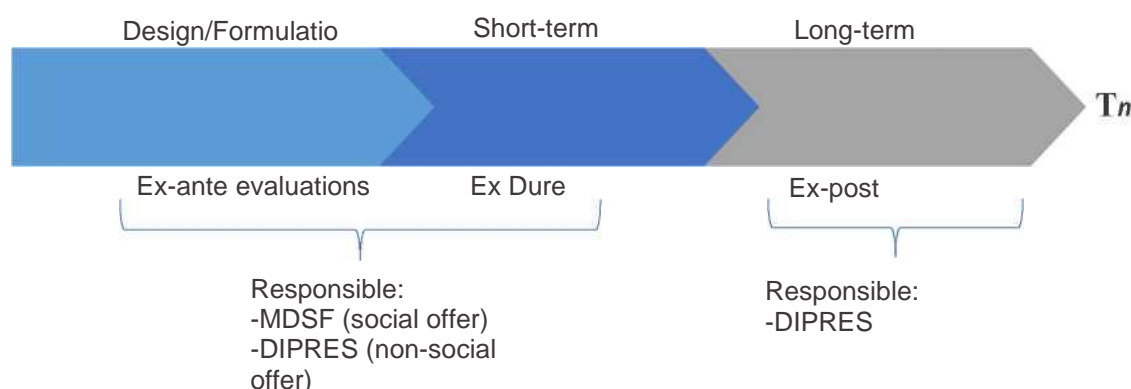 Design/Formulatio
Short-term
Long-term
Tn
Ex-ante evaluations
Ex Dure
Ex-post
Responsible:
-MDSF (social offer)
-DIPRES (non-social
offer)
Responsible:
-DIPRES